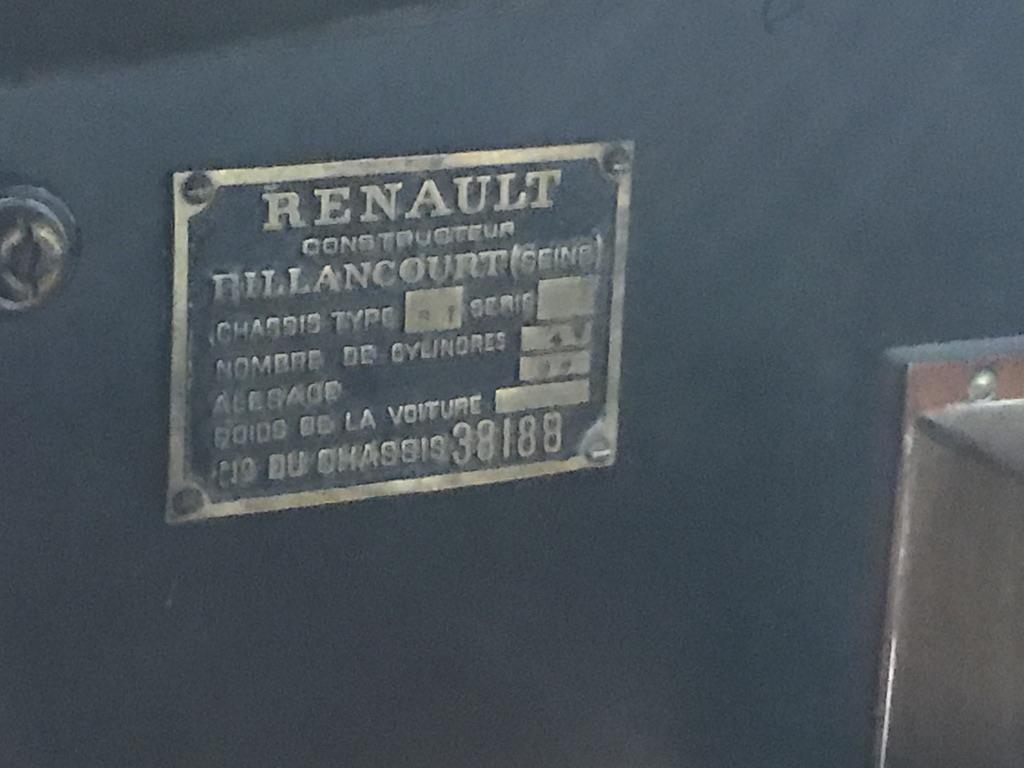 RENAULT
CONSTRUCTEUR
BILLANCOURT (SEINE)
CHASSIS TYPE SERIE
NOMBRE DE CYLINDRES 4
ALESAGE
POIDS DE LA VOITURE
NO DU CHASSIS 38188